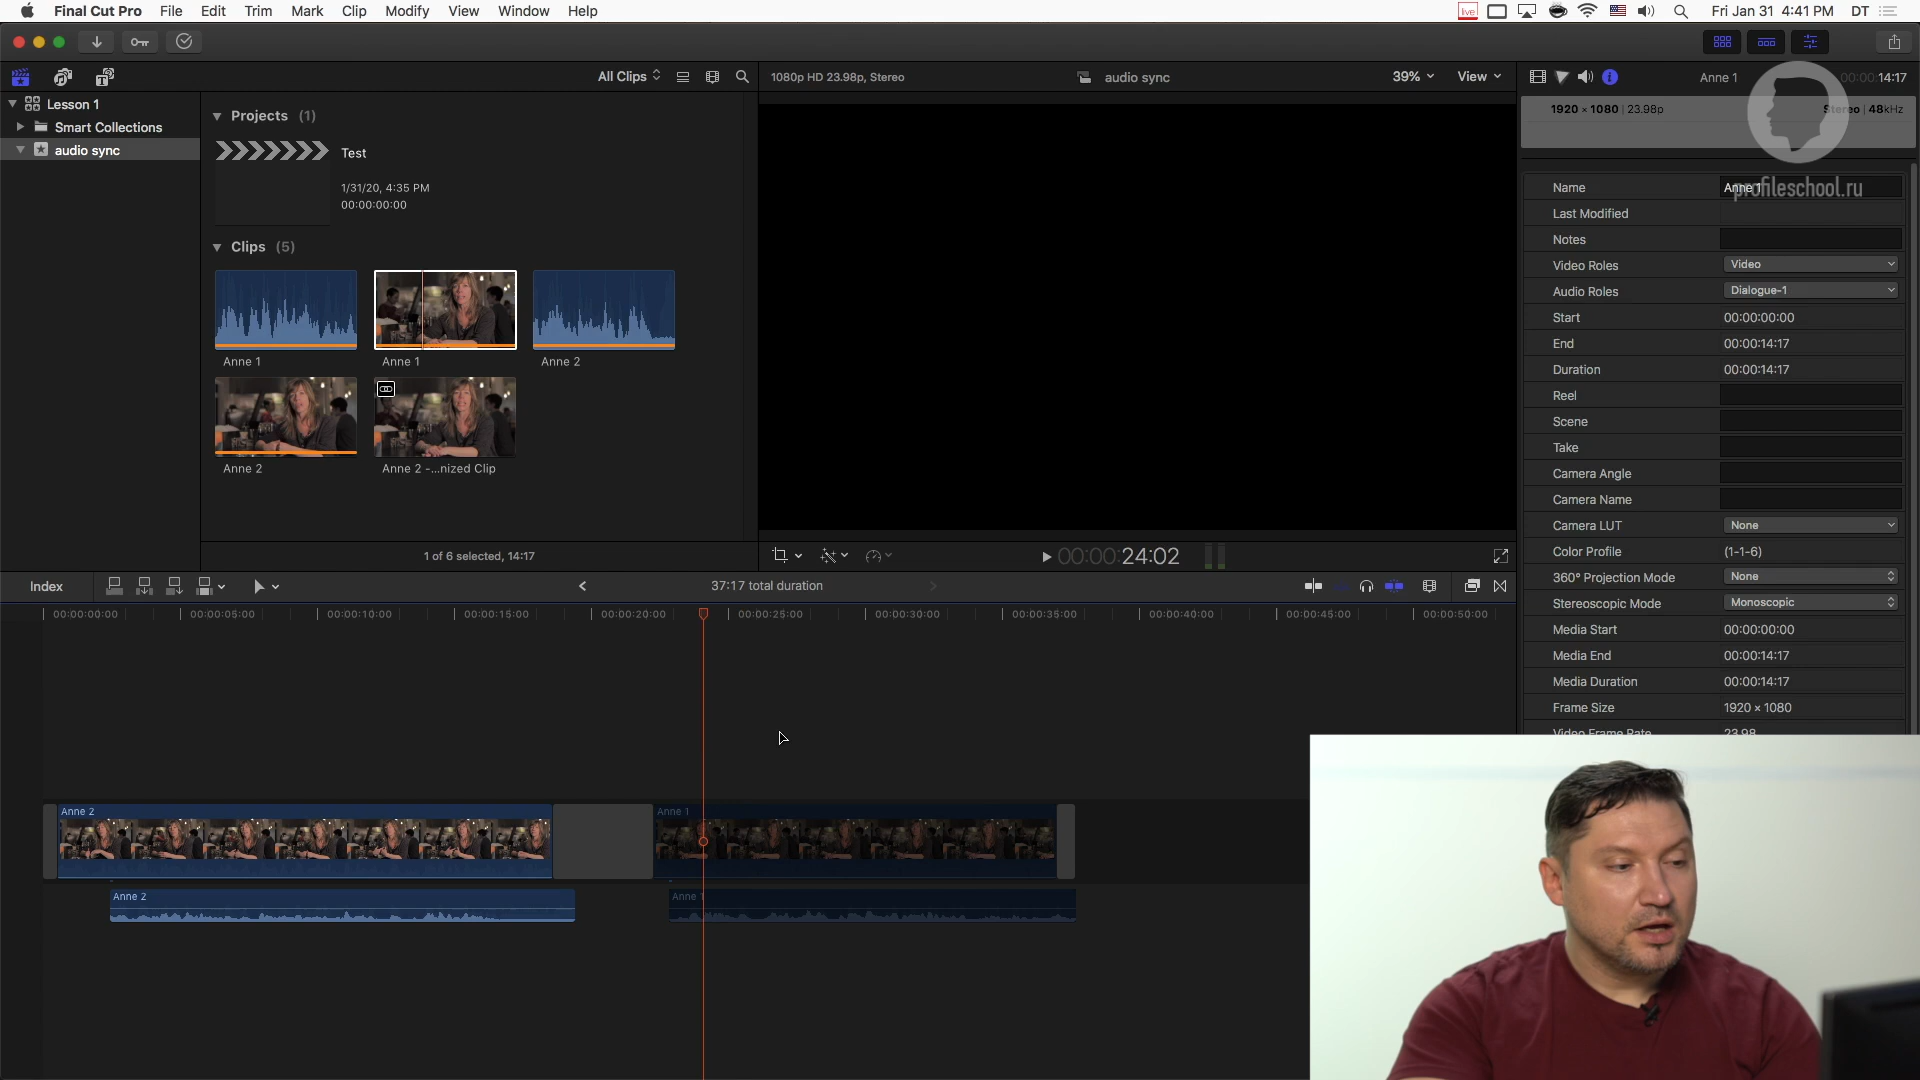 Final Cut Pro File Edit Trim Mark Clip Modify View Window Help
live
Fri Jan 31 4:41 PM DT
All Clips
1080p HD 23.98p, Stereo
audio sync
39%
View
Anne 1
00:00:14:17
Lesson 1
Smart Collections
audio sync
Projects (1)
Test
1/31/20, 4:35 PM
00:00:00:00
Clips (5)
Anne 1
Anne 1
Anne 2
Anne 2
Anne 2 -...nized Clip
1 of 6 selected, 14:17
00:00:24:02
1920 × 1080 | 23.98p
Stereo | 48kHz
profileschool.ru
Name Anne 1
Last Modified
Notes
Video Roles Video
Audio Roles Dialogue-1
Start 00:00:00:00
End 00:00:14:17
Duration 00:00:14:17
Reel
Scene
Take
Camera Angle
Camera Name
Camera LUT None
Color Profile (1-1-6)
360° Projection Mode None
Stereoscopic Mode Monoscopic
Media Start 00:00:00:00
Media End 00:00:14:17
Media Duration 00:00:14:17
Frame Size 1920 × 1080
Video Frame Rate 23.98
Index
37:17 total duration
00:00:00:00 00:00:05:00 00:00:10:00 00:00:15:00 00:00:20:00 00:00:25:00 00:00:30:00 00:00:35:00 00:00:40:00 00:00:45:00 00:00:50:00
Anne 2
Anne 1
Anne 2
Anne 1